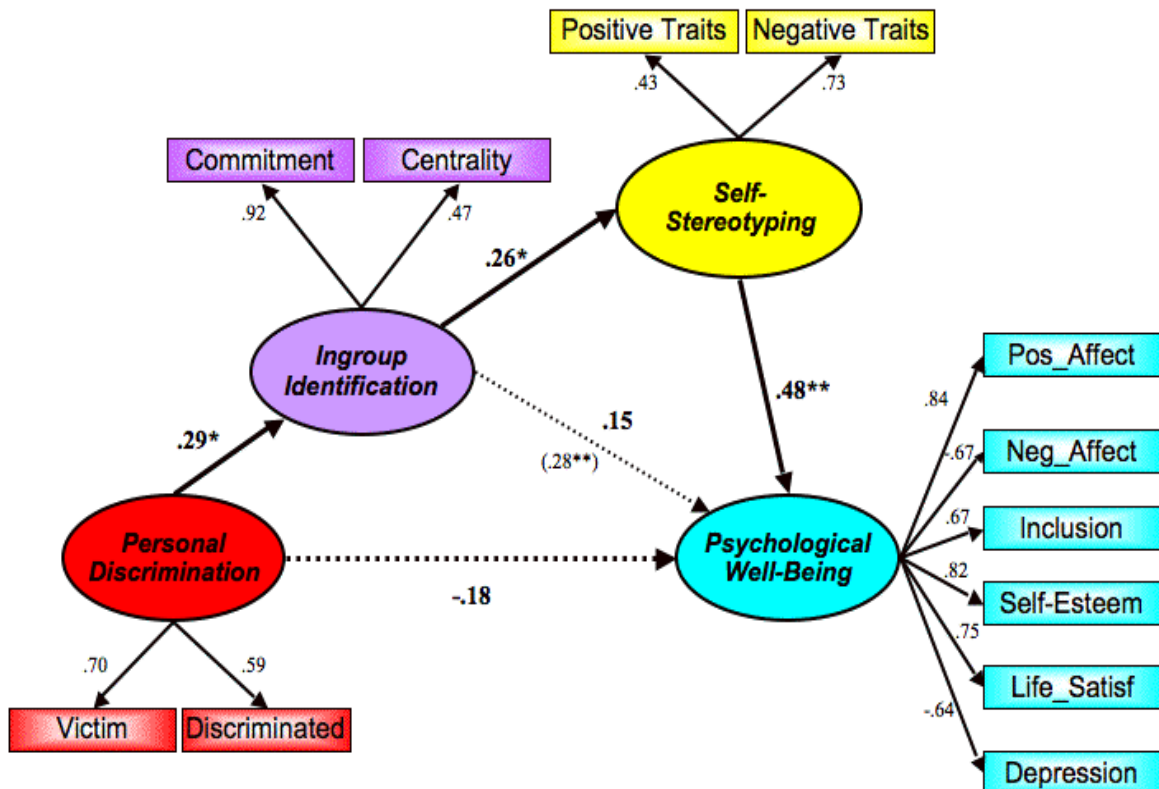 Positive Traits
Negative Traits
.43
.73
Commitment
Centrality
.92
.47
Self-
Stereotyping
.26*
Ingroup
Identification
.48**
.15
(.28**)
.29*
Personal
Discrimination
-.18
Psychological
Well-Being
.70
.59
Victim
Discriminated
Pos_Affect
.84
Neg_Affect
-.67
Inclusion
.67
Self-Esteem
.82
Life_Satisf
.75
Depression
-.64